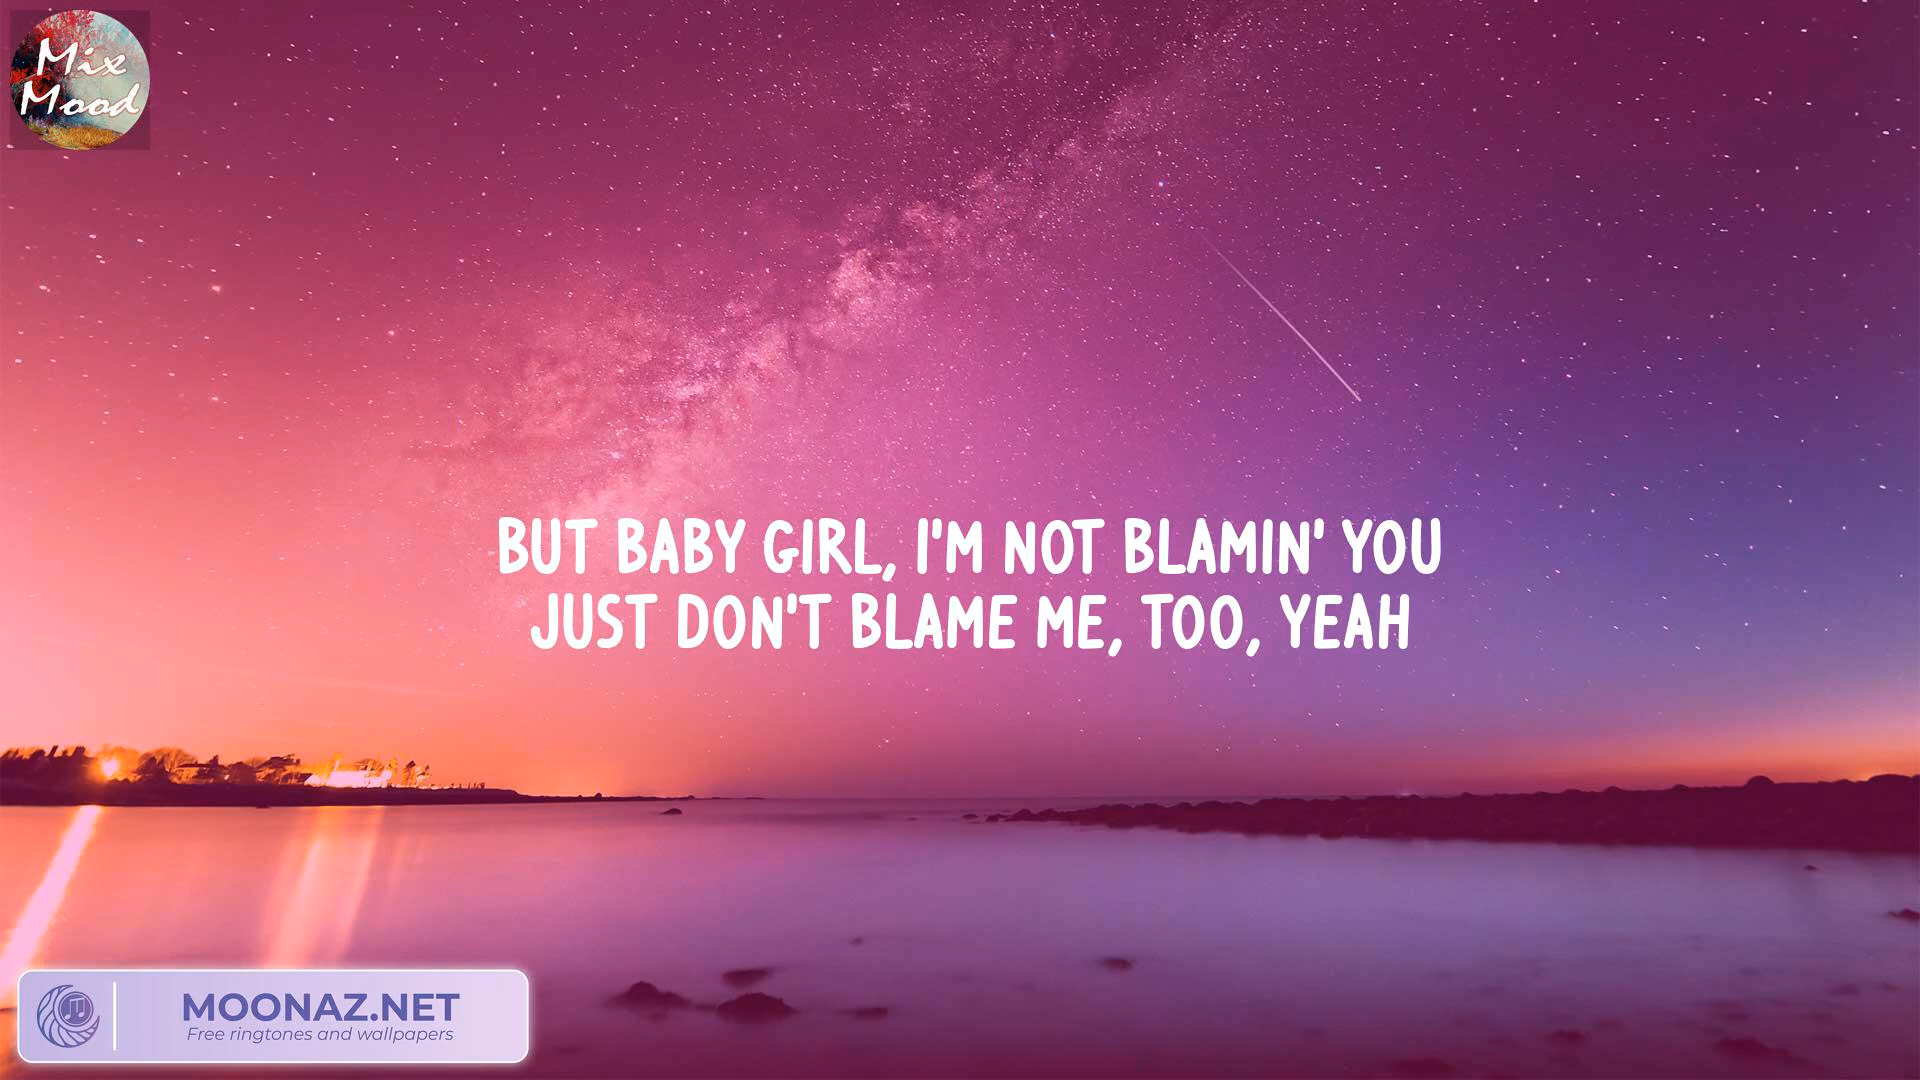 Mix
Mood
BUT BABY GIRL, I'M NOT BLAMIN' YOU
JUST DON'T BLAME ME, TOO, YEAH
MOONAZ.NET
Free ringtones and wallpapers